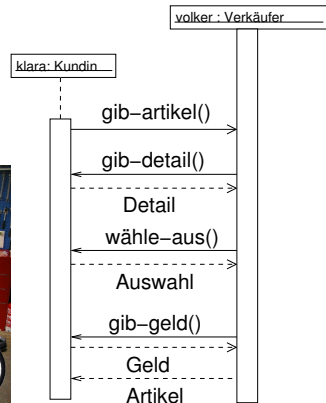 volker : Verkäufer
klara: Kundin
gib−artikel()
gib−detail()
Detail
wähle−aus()
Auswahl
gib−geld()
Geld
Artikel